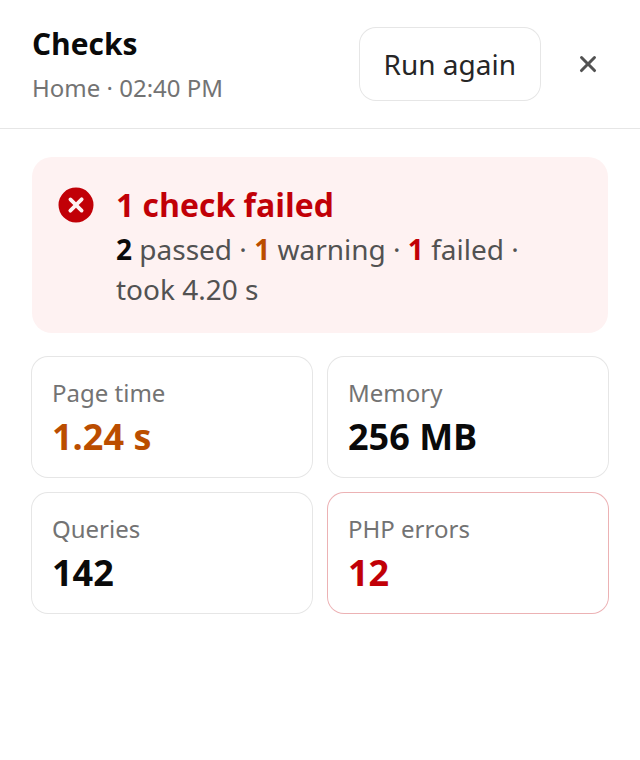 Checks
Home · 02:40 PM
Run again
1 check failed
2 passed · 1 warning · 1 failed ·
took 4.20 s
Page time
1.24 s
Memory
256 MB
Queries
142
PHP errors
12